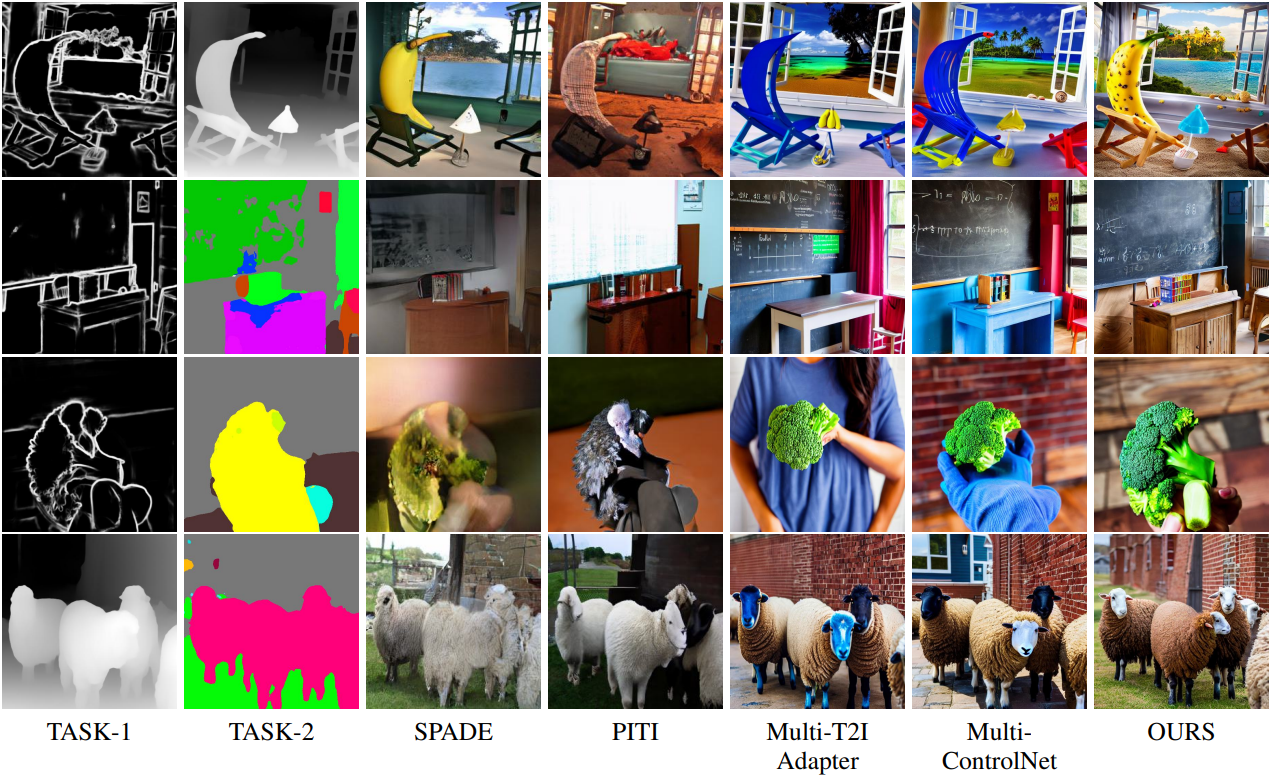 TASK-1
TASK-2
SPADE
PITI
Multi-T2I
Adapter
Multi-
ControlNet
OURS